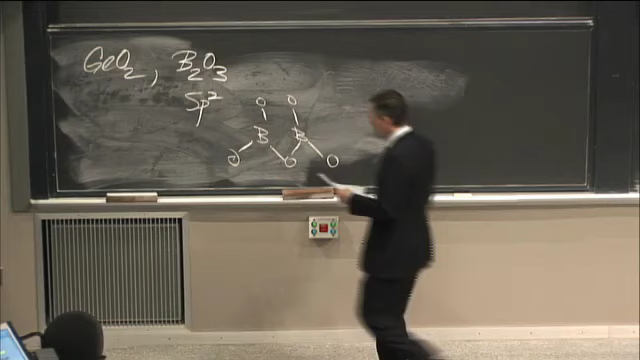 GeO₂, B₂O₃
Sp²
O O
B B
O O O